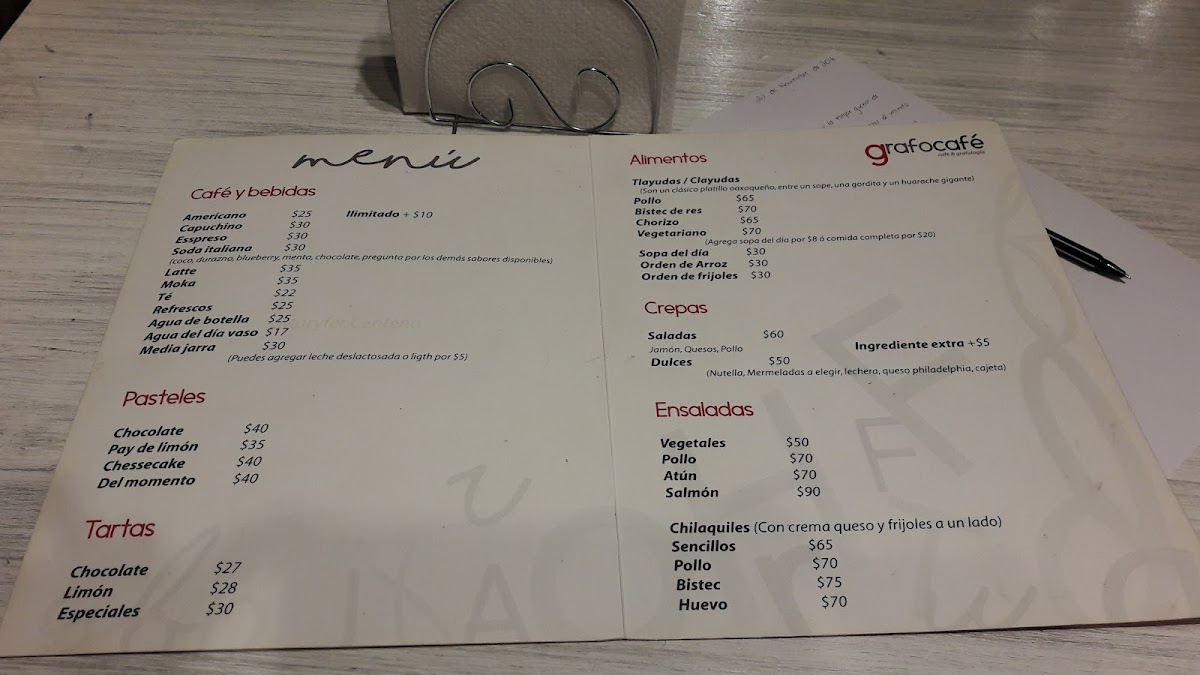 menú
Café y bebidas
Americano $25 Ilimitado + $10
Capuchino $30
Esspreso $30
Soda italiana $30
(coco, durazno, blueberry, menta, chocolate, pregunta por los demás sabores disponibles)
Latte $35
Moka $35
Té $22
Refrescos $25
Agua de botella $25
Agua del día vaso $17
Media jarra $30
(Puedes agregar leche deslactosada o ligth por $5)
Pasteles
Chocolate $40
Pay de limón $35
Chessecake $40
Del momento $40
Tartas
Chocolate $27
Limón $28
Especiales $30
grafocafé
café & grafología
Alimentos
Tlayudas / Clayudas
(Son un clásico platillo oaxaqueño, entre un sope, una gordita y un huarache gigante)
Pollo $65
Bistec de res $70
Chorizo $65
Vegetariano $70
(Agrega sopa del día por $8 ó comida completa por $20)
Sopa del día $30
Orden de Arroz $30
Orden de frijoles $30
Crepas
Saladas $60
Jamón, Quesos, Pollo
Ingrediente extra +$5
Dulces $50
(Nutella, Mermeladas a elegir, lechera, queso philadelphia, cajeta)
Ensaladas
Vegetales $50
Pollo $70
Atún $70
Salmón $90
Chilaquiles (Con crema queso y frijoles a un lado)
Sencillos $65
Pollo $70
Bistec $75
Huevo $70